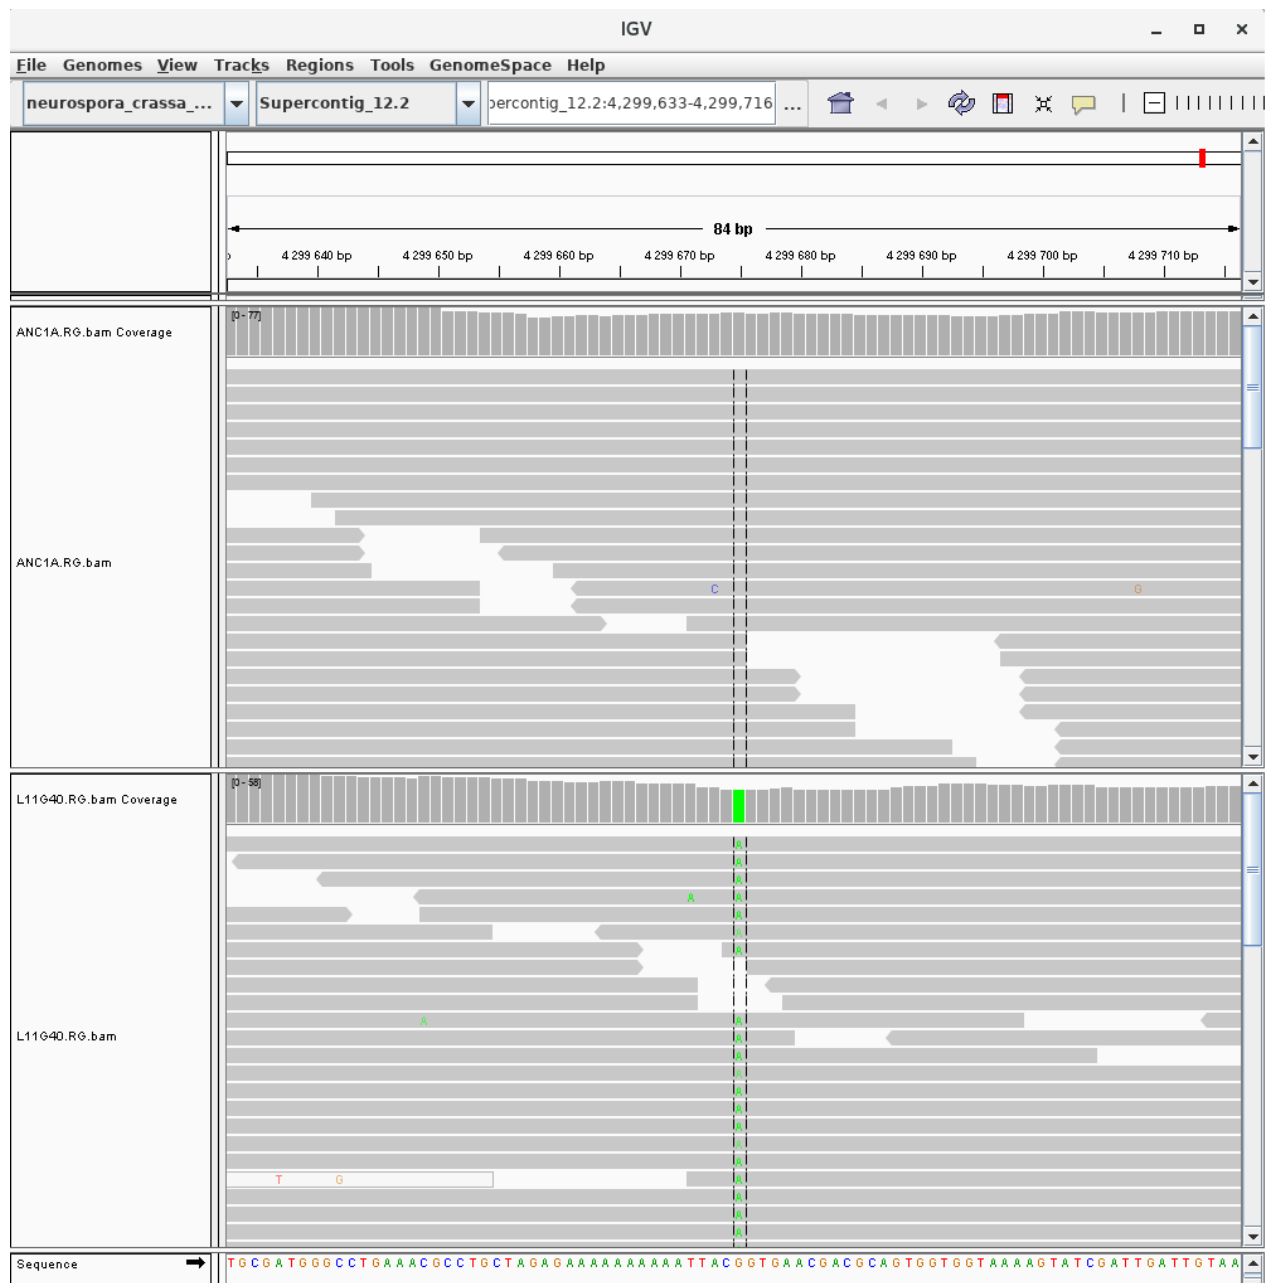 IGV
File Genomes View Tracks Regions Tools GenomeSpace Help
neurospora_crassa_... Supercontig_12.2 percontig_12.2:4,299,633-4,299,716 ...
84 bp
4 299 640 bp 4 299 650 bp 4 299 660 bp 4 299 670 bp 4 299 680 bp 4 299 690 bp 4 299 700 bp 4 299 710 bp
[0 - 77]
ANC1A.RG.bam Coverage
ANC1A.RG.bam
C G
[0 - 58]
L11G40.RG.bam Coverage
A
A
A
A A
A
A
A
L11G40.RG.bam
A A
A
A
A
A
A
A
A
A
T G A
A
A
A
Sequence TGCGATGGGCCTGAAACGCCTGCTAGAGAAAAAAAAAAATTACGGTGAACGACGCAGTGGTGGTAAAAGTATCGATTGATTGTAA